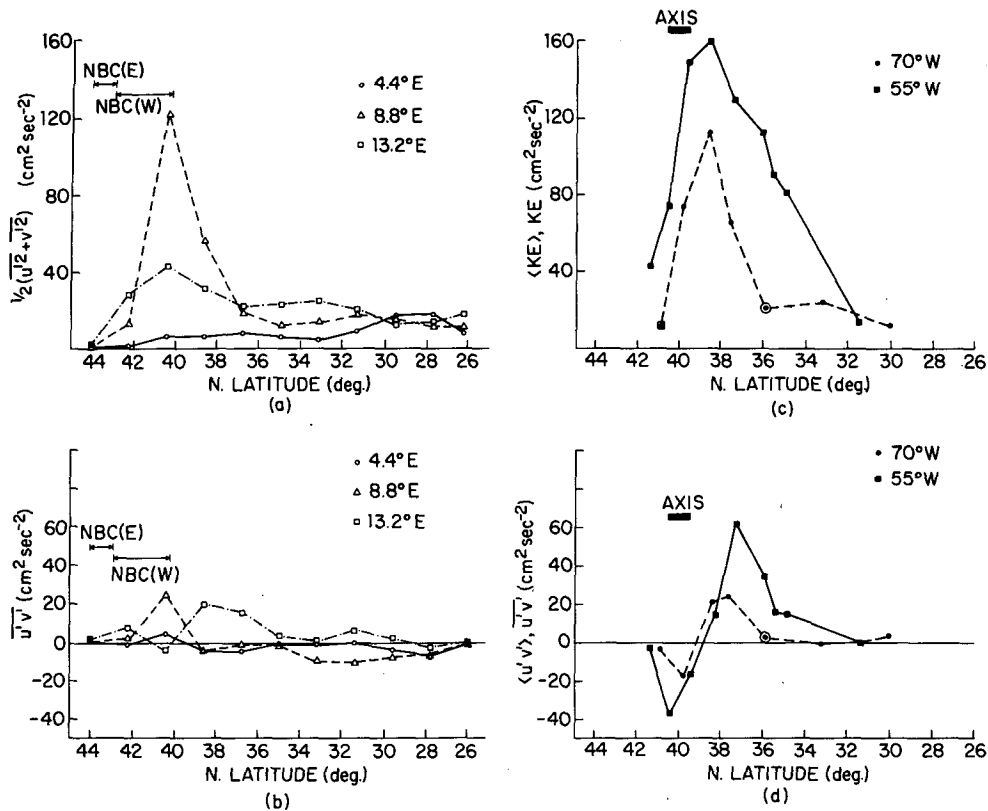 160
120
80
40
½(u'²+v'²) (cm² sec⁻²)
NBC(E)
NBC(W)
4.4° E
8.8° E
13.2° E
44 42 40 38 36 34 32 30 28 26
N. LATITUDE (deg.)
(a)
AXIS
160
120
80
40
<KE>, KE (cm² sec⁻²)
70° W
55° W
44 42 40 38 36 34 32 30 28 26
N. LATITUDE (deg.)
(c)
60
40
20
0
-20
-40
u'v' (cm² sec⁻²)
NBC(E)
NBC(W)
4.4° E
8.8° E
13.2° E
44 42 40 38 36 34 32 30 28 26
N. LATITUDE (deg.)
(b)
AXIS
60
40
20
0
-20
-40
<u'v'>, u'v' (cm² sec⁻²)
70° W
55° W
44 42 40 38 36 34 32 30 28 26
N. LATITUDE (deg.)
(d)